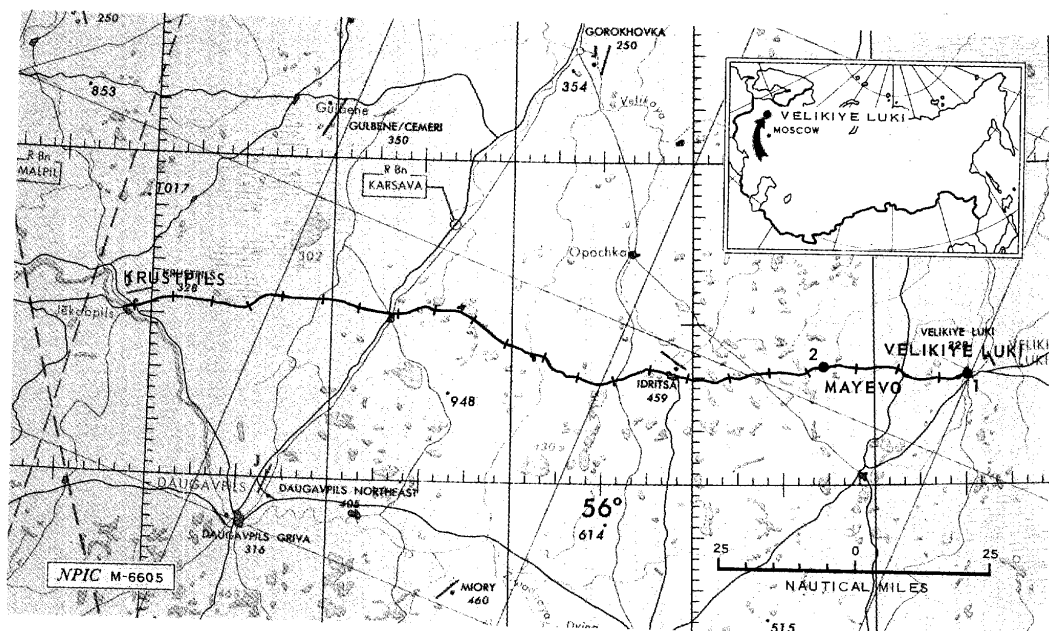 250
GOROKHOVKA
250
354
Velikaya
853
Gulbene
GULBENE/CEMERI
350
VELIKIYE LUKI
MOSCOW
R Bn
MALPIL
R Bn
KARSAVA
1017
302
Opochka
KRUSTPILS
328
Jekabpils
VELIKIYE LUKI
VELIKIYE LUKI
2
MAYEVO
1
IDRITSA
459
948
J
DAUGAVPILS
DAUGAVPILS NORTHEAST
405
56°
614
DAUGAVPILS GRIVA
316
25
0
25
NAUTICAL MILES
NPIC M-6605
MIORY
460
515